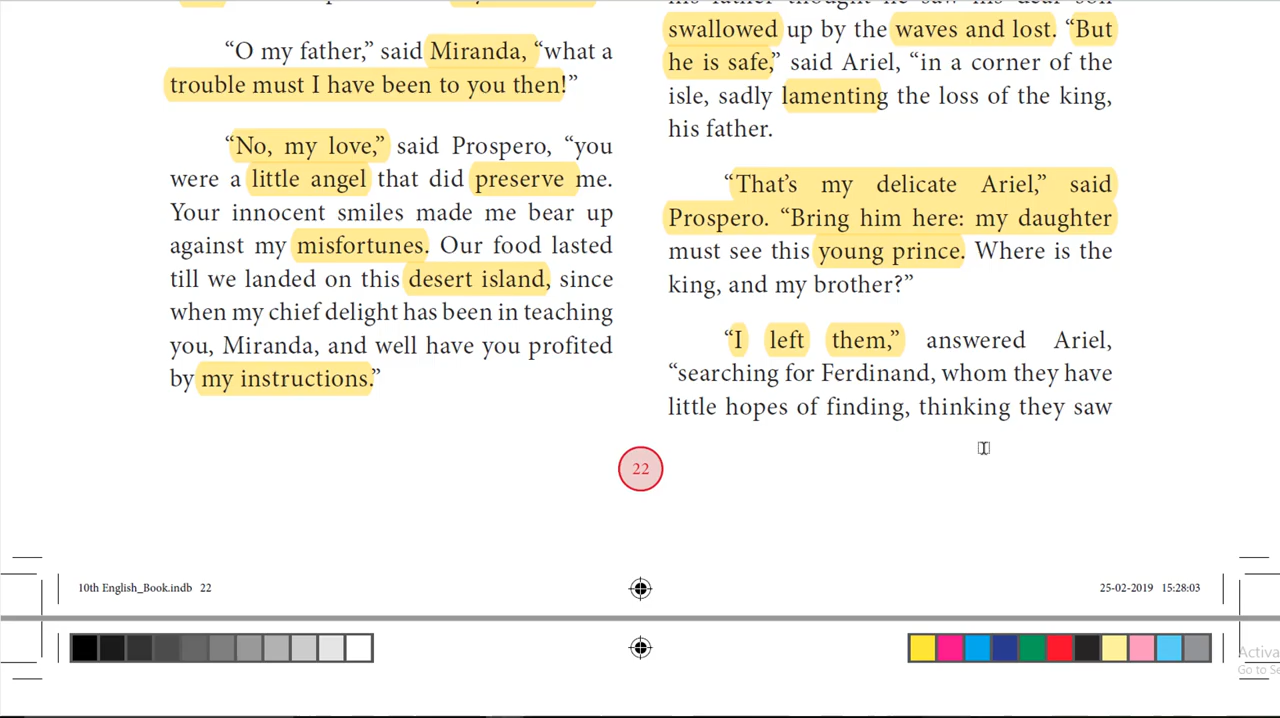 “O my father,” said Miranda, “what a
trouble must I have been to you then!”
“No, my love,” said Prospero, “you
were a little angel that did preserve me.
Your innocent smiles made me bear up
against my misfortunes. Our food lasted
till we landed on this desert island, since
when my chief delight has been in teaching
you, Miranda, and well have you profited
by my instructions.”
swallowed up by the waves and lost. “But
he is safe,” said Ariel, “in a corner of the
isle, sadly lamenting the loss of the king,
his father.
“That’s my delicate Ariel,” said
Prospero. “Bring him here: my daughter
must see this young prince. Where is the
king, and my brother?”
“I left them,” answered Ariel,
“searching for Ferdinand, whom they have
little hopes of finding, thinking they saw
22
10th English_Book.indb 22
25-02-2019 15:28:03